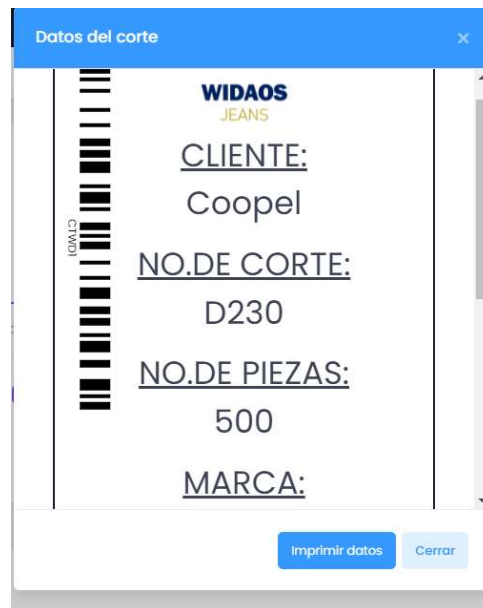 Datos del corte ×
WIDAOS
JEANS
CLIENTE:
Coopel
CTWD1
NO.DE CORTE:
D230
NO.DE PIEZAS:
500
MARCA:
Imprimir datos Cerrar